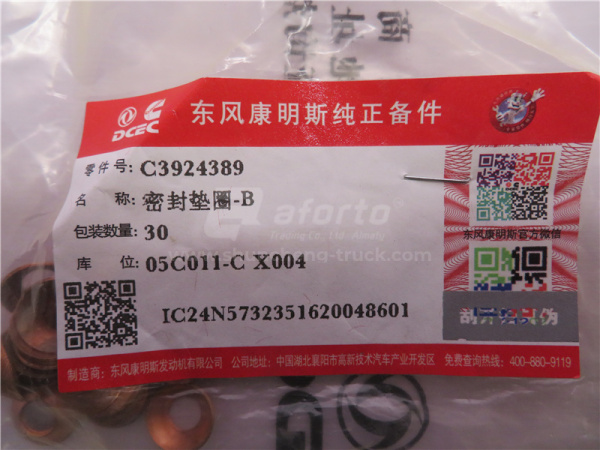 DCEC
东风康明斯纯正备件
零件号: C3924389
名 称: 密封垫圈-B
包装数量: 30
库 位: 05C011-C X004
IC24N5732351620048601
东风康明斯官方微信
aforto
制造商: 东风康明斯发动机有限公司 公司地址: 中国湖北襄阳市高新技术汽车产业开发区 免费查询热线: 400-880-9119